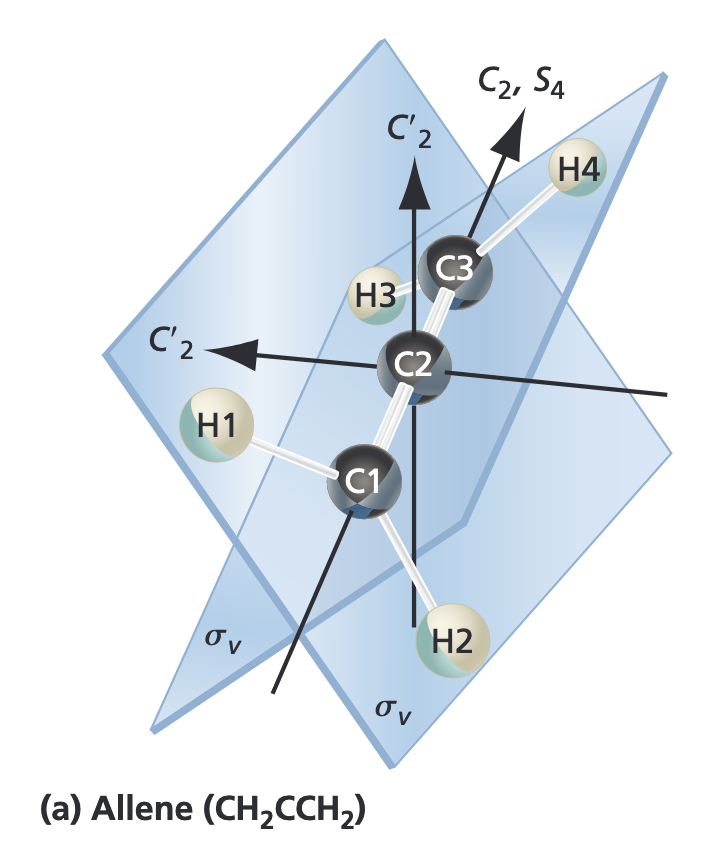 C₂, S₄
C′₂
H4
C3
H3
C′₂
C2
H1
C1
H2
σᵥ
σᵥ
(a) Allene (CH₂CCH₂)